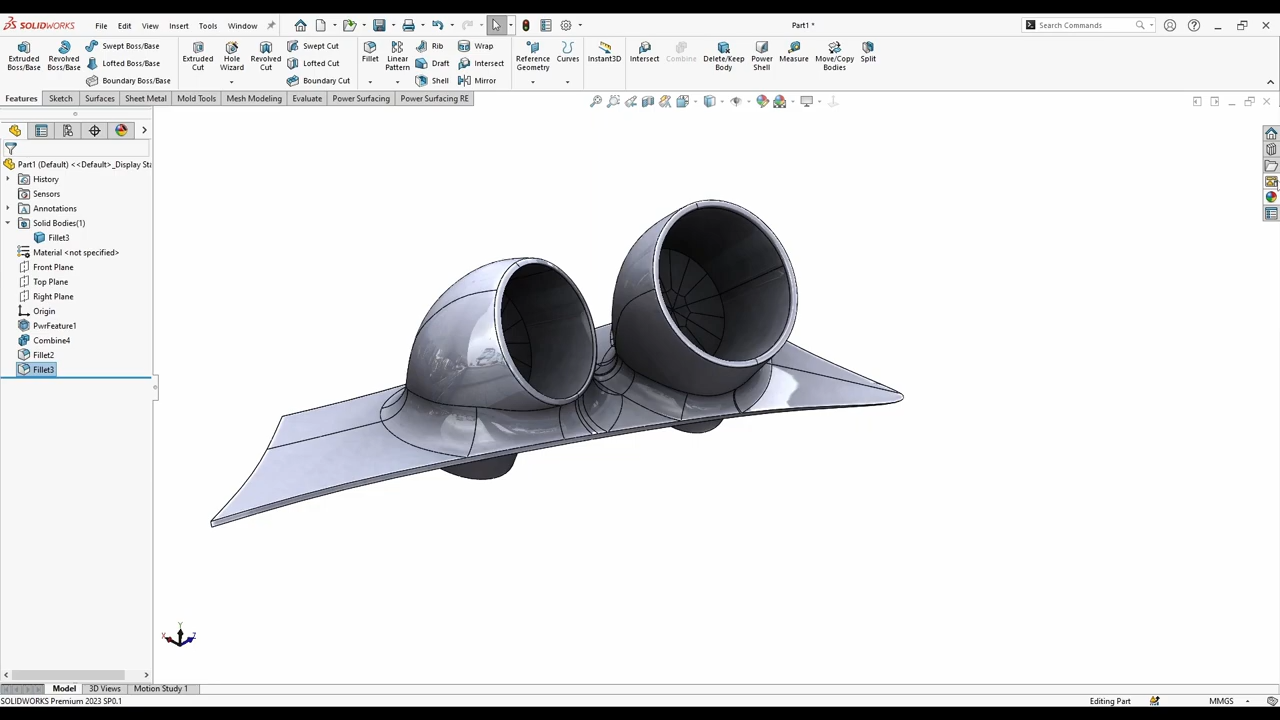 SOLIDWORKS File Edit View Insert Tools Window Part1 * Search Commands
Extruded Boss/Base Revolved Boss/Base Swept Boss/Base Lofted Boss/Base Boundary Boss/Base
Extruded Cut Hole Wizard Revolved Cut Swept Cut Lofted Cut Boundary Cut
Fillet Linear Pattern Rib Draft Shell Wrap Intersect Mirror
Reference Geometry Curves Instant3D Intersect Combine Delete/Keep Body Power Shell Measure Move/Copy Bodies Split
Features Sketch Surfaces Sheet Metal Mold Tools Mesh Modeling Evaluate Power Surfacing Power Surfacing RE
Part1 (Default) <<Default>_Display Sta
History
Sensors
Annotations
Solid Bodies(1)
Fillet3
Material <not specified>
Front Plane
Top Plane
Right Plane
Origin
PwrFeature1
Combine4
Fillet2
Fillet3
Y
X Z
Model 3D Views Motion Study 1
SOLIDWORKS Premium 2023 SP0.1 Editing Part MMGS